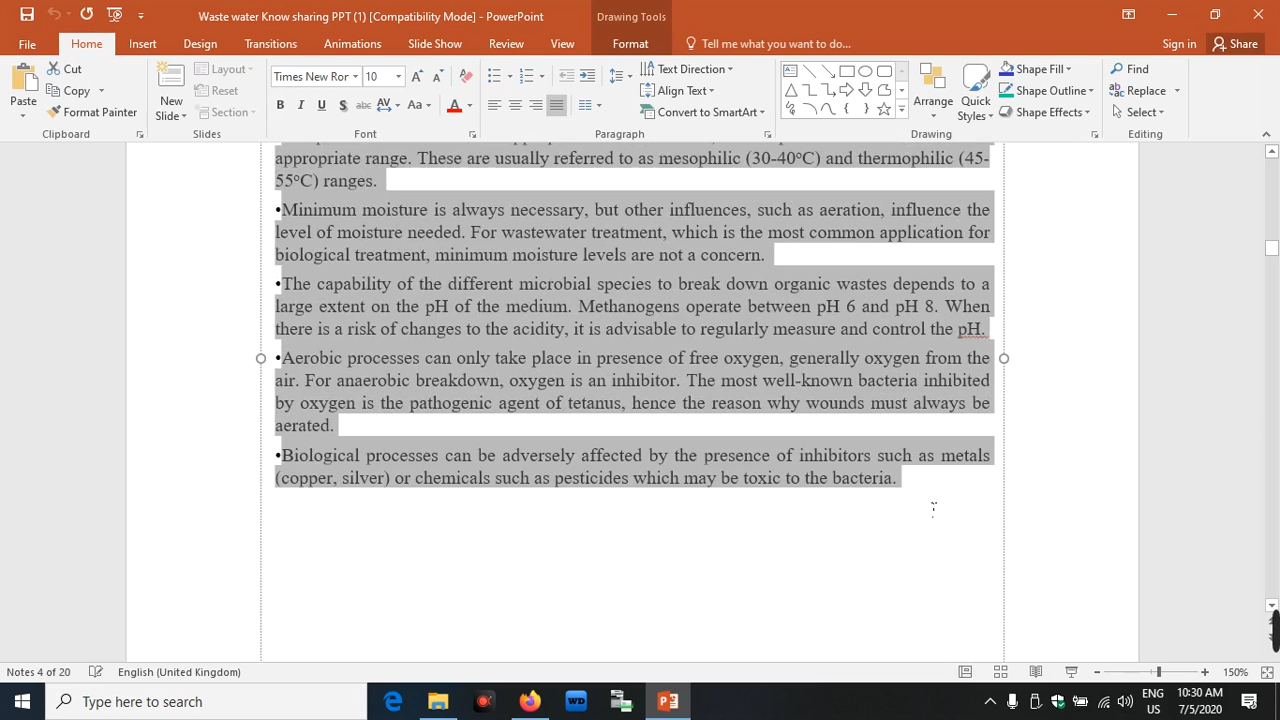 Waste water Know sharing PPT (1) [Compatibility Mode] - PowerPoint
Drawing Tools
File Home Insert Design Transitions Animations Slide Show Review View Format Tell me what you want to do... Sign in Share
Paste
Cut
Copy
Format Painter
Clipboard
New Slide
Layout
Reset
Section
Slides
Times New Ror 10
B I U S abc AV Aa A
Font
Text Direction
Align Text
Convert to SmartArt
Paragraph
Arrange
Quick Styles
Shape Fill
Shape Outline
Shape Effects
Drawing
Find
Replace
Select
Editing
appropriate range. These are usually referred to as mesophilic (30-40ºC) and thermophilic (45-
55ºC) ranges.
•Minimum moisture is always necessary, but other influences, such as aeration, influence the
level of moisture needed. For wastewater treatment, which is the most common application for
biological treatment, minimum moisture levels are not a concern.
•The capability of the different microbial species to break down organic wastes depends to a
large extent on the pH of the medium. Methanogens operate between pH 6 and pH 8. When
there is a risk of changes to the acidity, it is advisable to regularly measure and control the pH.
•Aerobic processes can only take place in presence of free oxygen, generally oxygen from the
air. For anaerobic breakdown, oxygen is an inhibitor. The most well-known bacteria inhibited
by oxygen is the pathogenic agent of tetanus, hence the reason why wounds must always be
aerated.
•Biological processes can be adversely affected by the presence of inhibitors such as metals
(copper, silver) or chemicals such as pesticides which may be toxic to the bacteria.
Notes 4 of 20 English (United Kingdom) 150%
Type here to search
WD
ENG
US
10:30 AM
7/5/2020